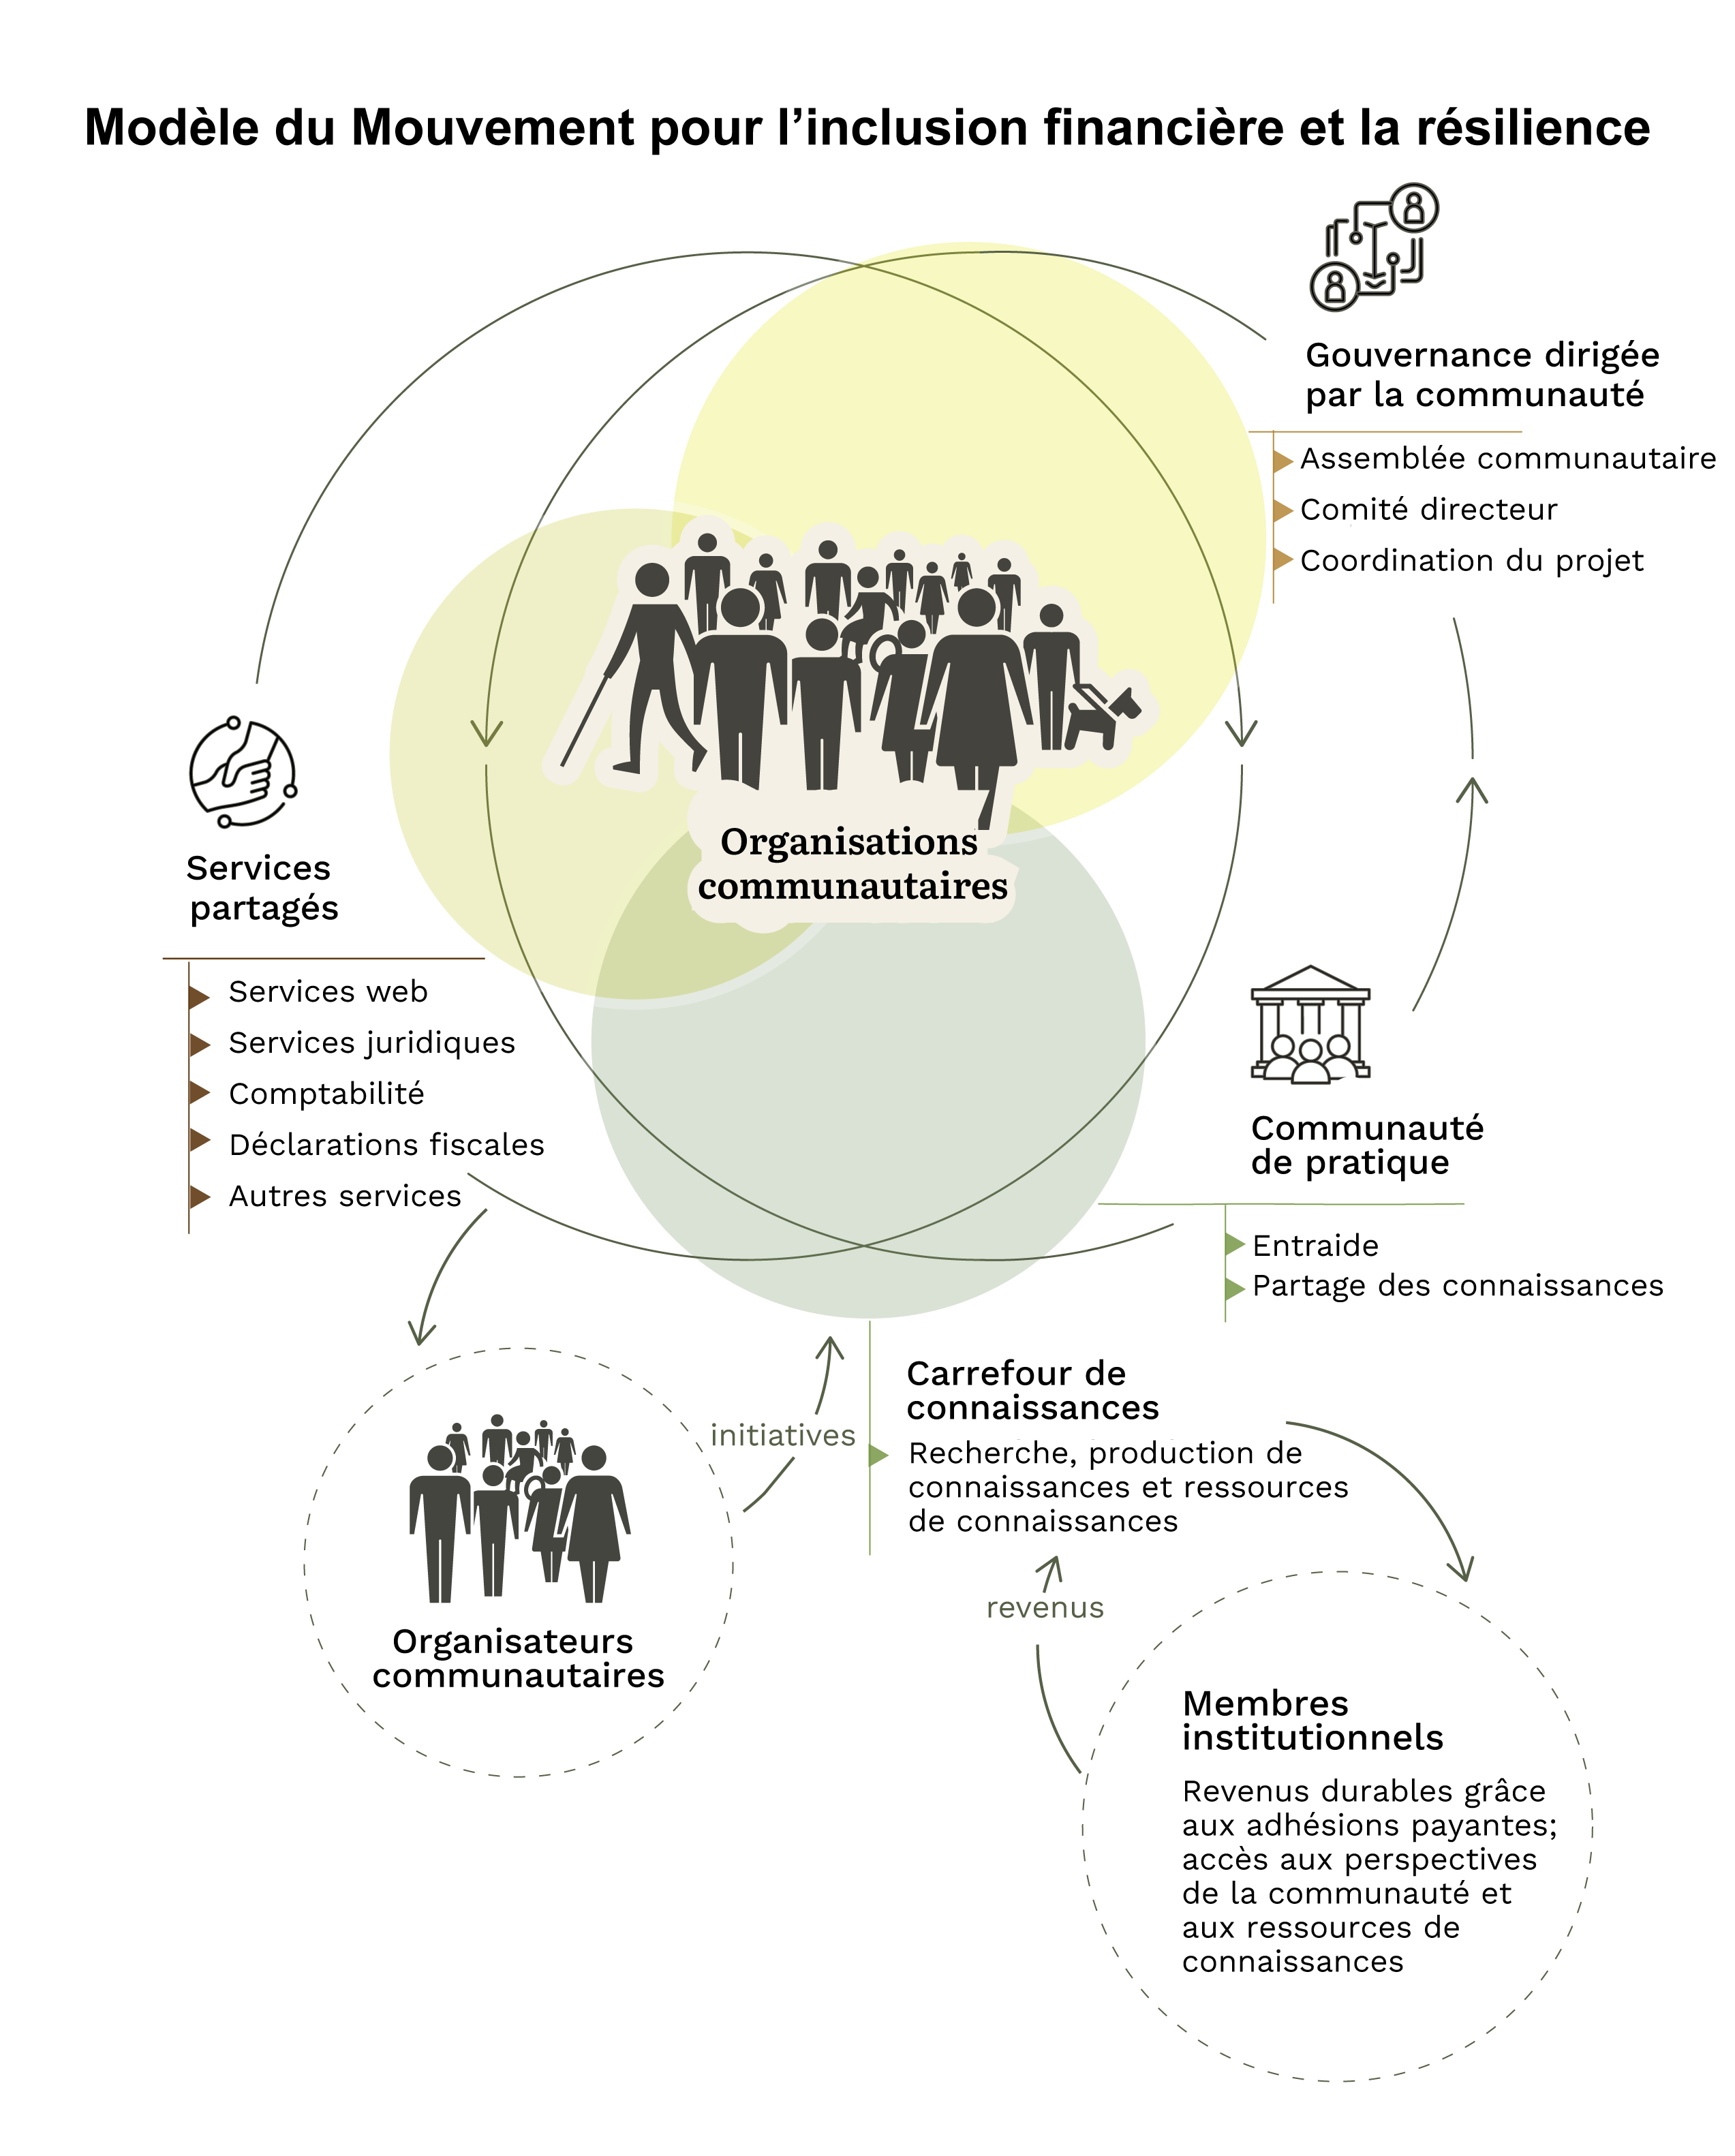 Modèle du Mouvement pour l’inclusion financière et la résilience
Gouvernance dirigée
par la communauté
Assemblée communautaire
Comité directeur
Coordination du projet
Organisations
communautaires
Services
partagés
Services web
Services juridiques
Comptabilité
Déclarations fiscales
Autres services
Communauté
de pratique
Entraide
Partage des connaissances
initiatives
Carrefour de
connaissances
Recherche, production de
connaissances et ressources
de connaissances
revenus
Organisateurs
communautaires
Membres
institutionnels
Revenus durables grâce
aux adhésions payantes;
accès aux perspectives
de la communauté et
aux ressources de
connaissances